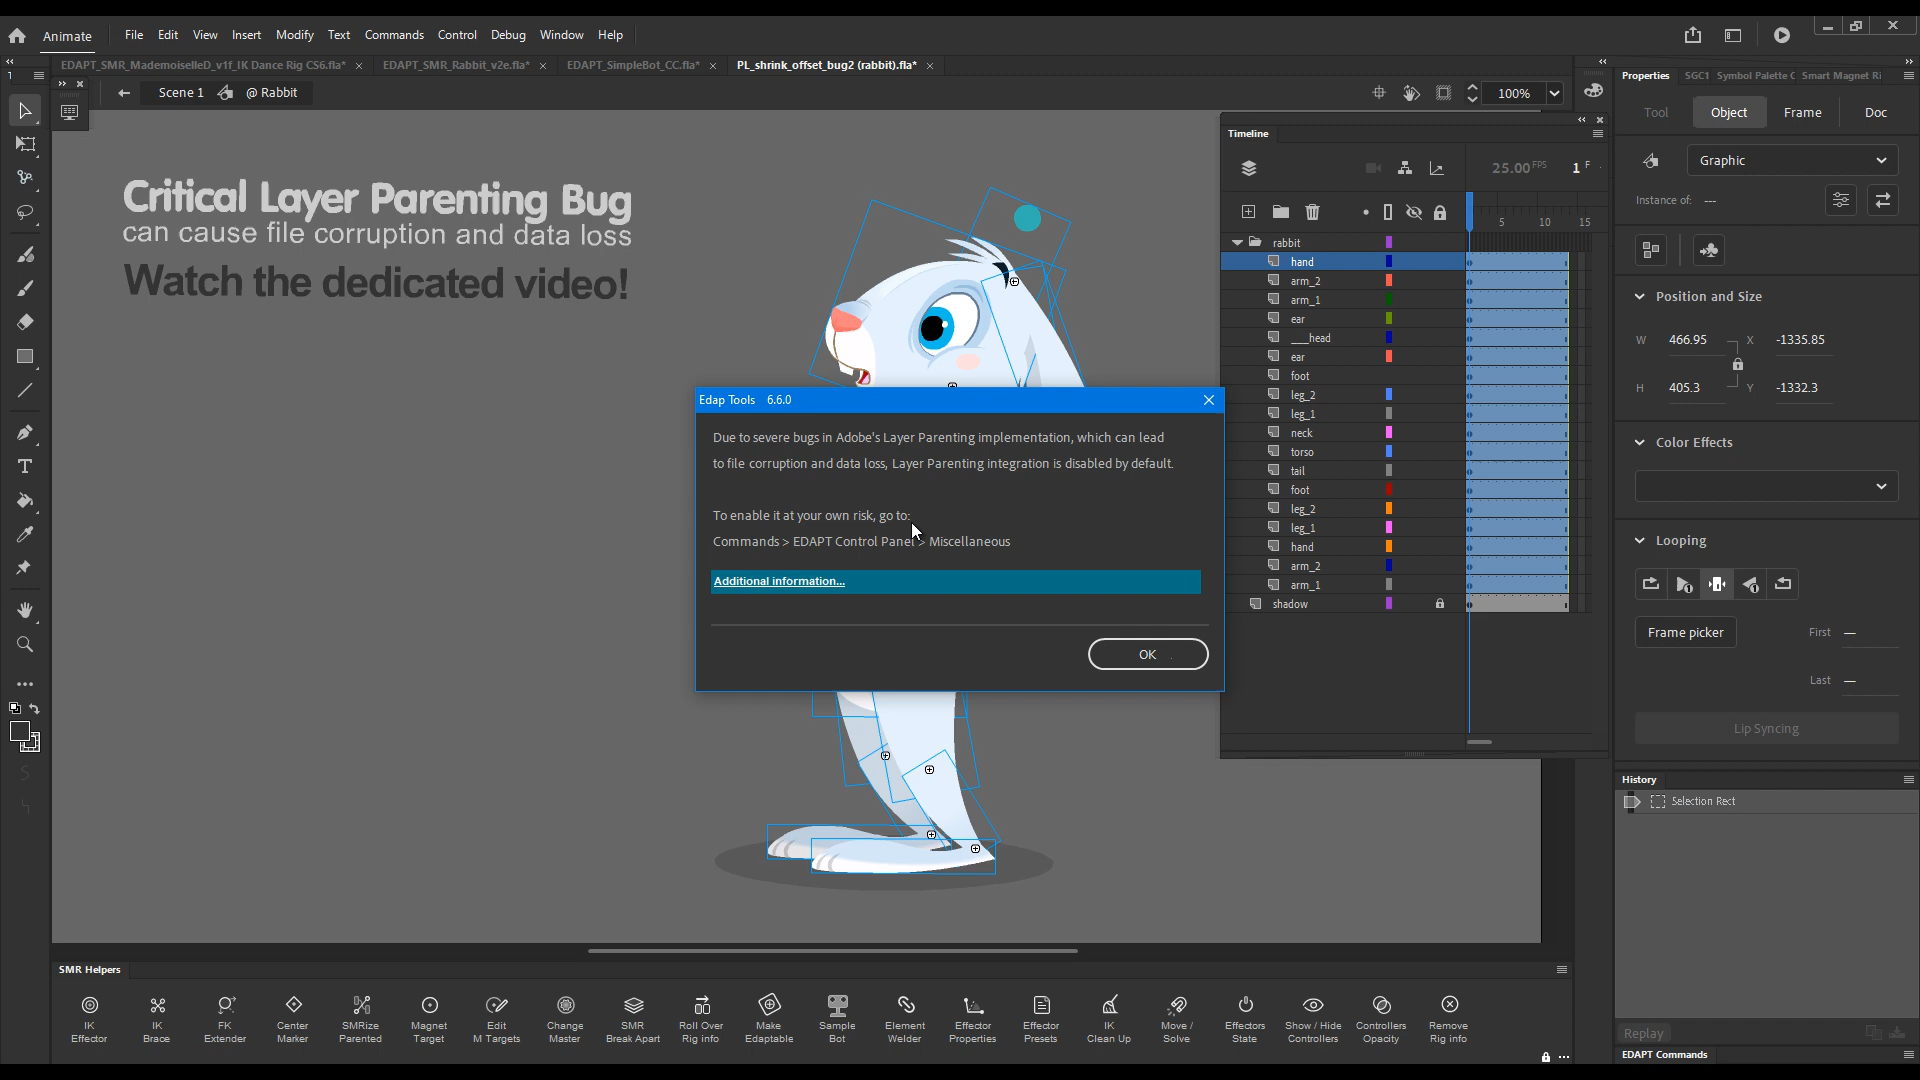 Animate
File Edit View Insert Modify Text Commands Control Debug Window Help
EDAPT_SMR_MademoiselleD_v1f_IK Dance Rig CS6.fla*
EDAPT_SMR_Rabbit_v2e.fla*
EDAPT_SimpleBot_CC.fla*
PL_shrink_offset_bug2 (rabbit).fla*
Scene 1
@ Rabbit
100%
Critical Layer Parenting Bug
can cause file corruption and data loss
Watch the dedicated video!
Edap Tools 6.6.0
Due to severe bugs in Adobe's Layer Parenting implementation, which can lead
to file corruption and data loss, Layer Parenting integration is disabled by default.
To enable it at your own risk, go to:
Commands > EDAPT Control Panel > Miscellaneous
Additional information...
OK
Timeline
25.00 FPS
1 F
5 10 15
rabbit
hand
arm_2
arm_1
ear
___head
ear
foot
leg_2
leg_1
neck
torso
tail
foot
leg_2
leg_1
hand
arm_2
arm_1
shadow
Properties SGC1 Symbol Palette C Smart Magnet Ri
Tool Object Frame Doc
Graphic
Instance of: ---
Position and Size
W 466.95 X -1335.85
H 405.3 Y -1332.3
Color Effects
Looping
Frame picker First —
Last —
Lip Syncing
History
Selection Rect
Replay
EDAPT Commands
SMR Helpers
IK Effector
IK Brace
FK Extender
Center Marker
SMRize Parented
Magnet Target
Edit M Targets
Change Master
SMR Break Apart
Roll Over Rig info
Make Edaptable
Sample Bot
Element Welder
Effector Properties
Effector Presets
IK Clean Up
Move / Solve
Effectors State
Show / Hide Controllers
Controllers Opacity
Remove Rig info